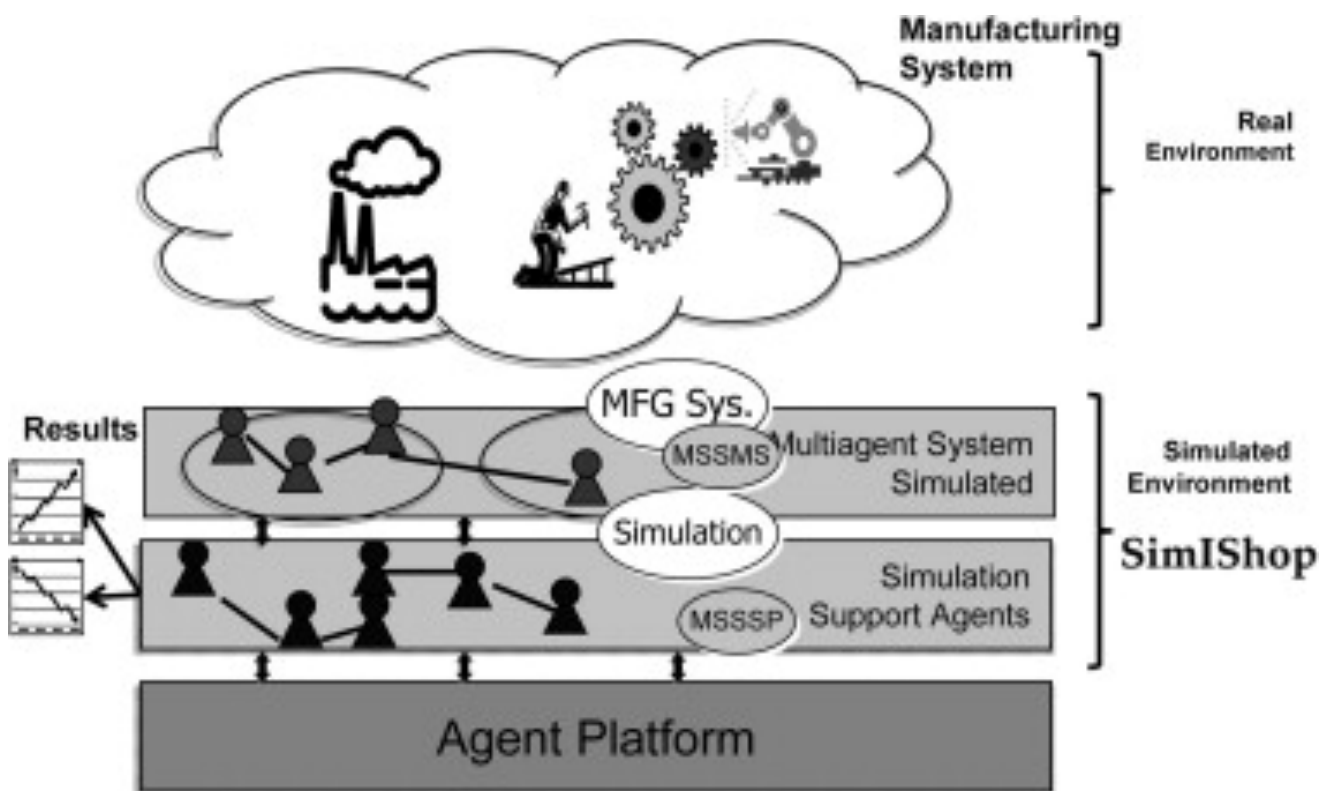 Manufacturing
System
Real
Environment
MFG Sys.
Results
MSSMS
Multiagent System
Simulated
Simulated
Environment
Simulation
SimIShop
Simulation
Support Agents
MSSSP
Agent Platform